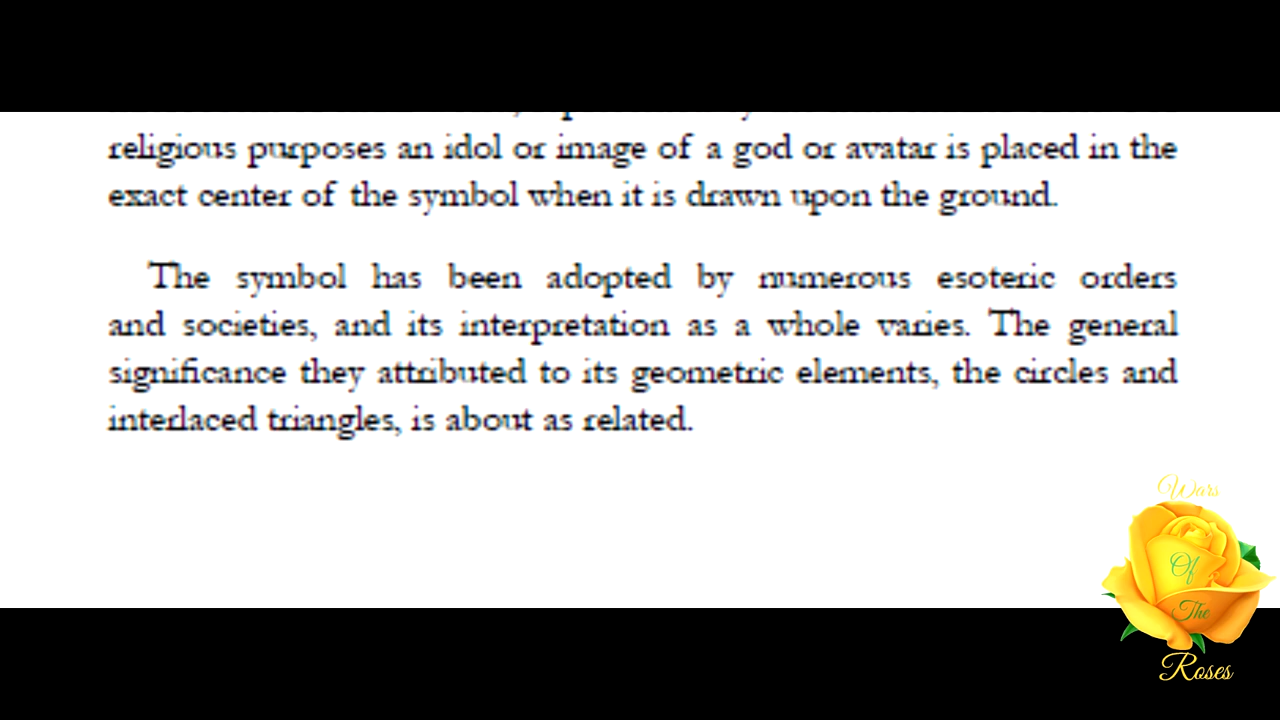 religious purposes an idol or image of a god or avatar is placed in the
exact center of the symbol when it is drawn upon the ground.
The symbol has been adopted by numerous esoteric orders
and societies, and its interpretation as a whole varies. The general
significance they attributed to its geometric elements, the circles and
interlaced triangles, is about as related.
Wars
Of
The
Roses